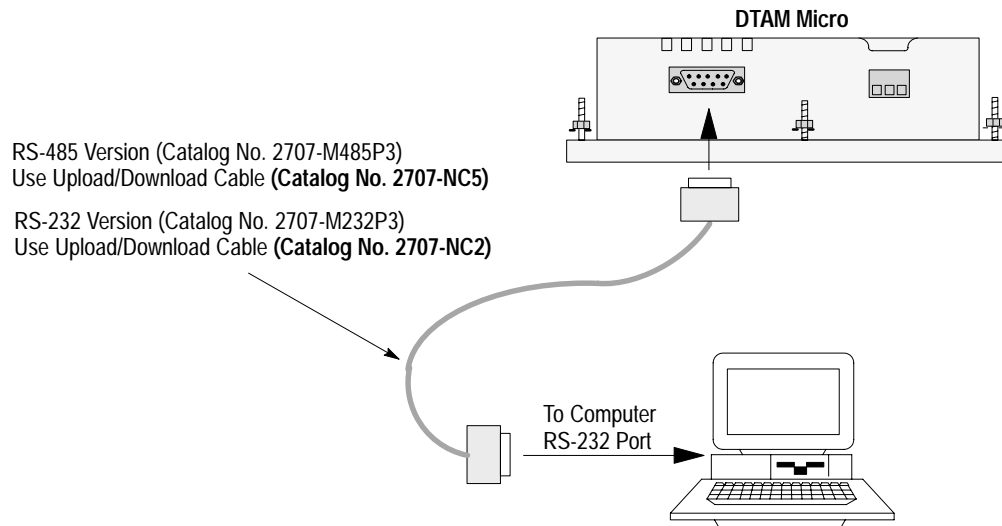 DTAM Micro
RS-485 Version (Catalog No. 2707-M485P3)
Use Upload/Download Cable (Catalog No. 2707-NC5)
RS-232 Version (Catalog No. 2707-M232P3)
Use Upload/Download Cable (Catalog No. 2707-NC2)
To Computer
RS-232 Port